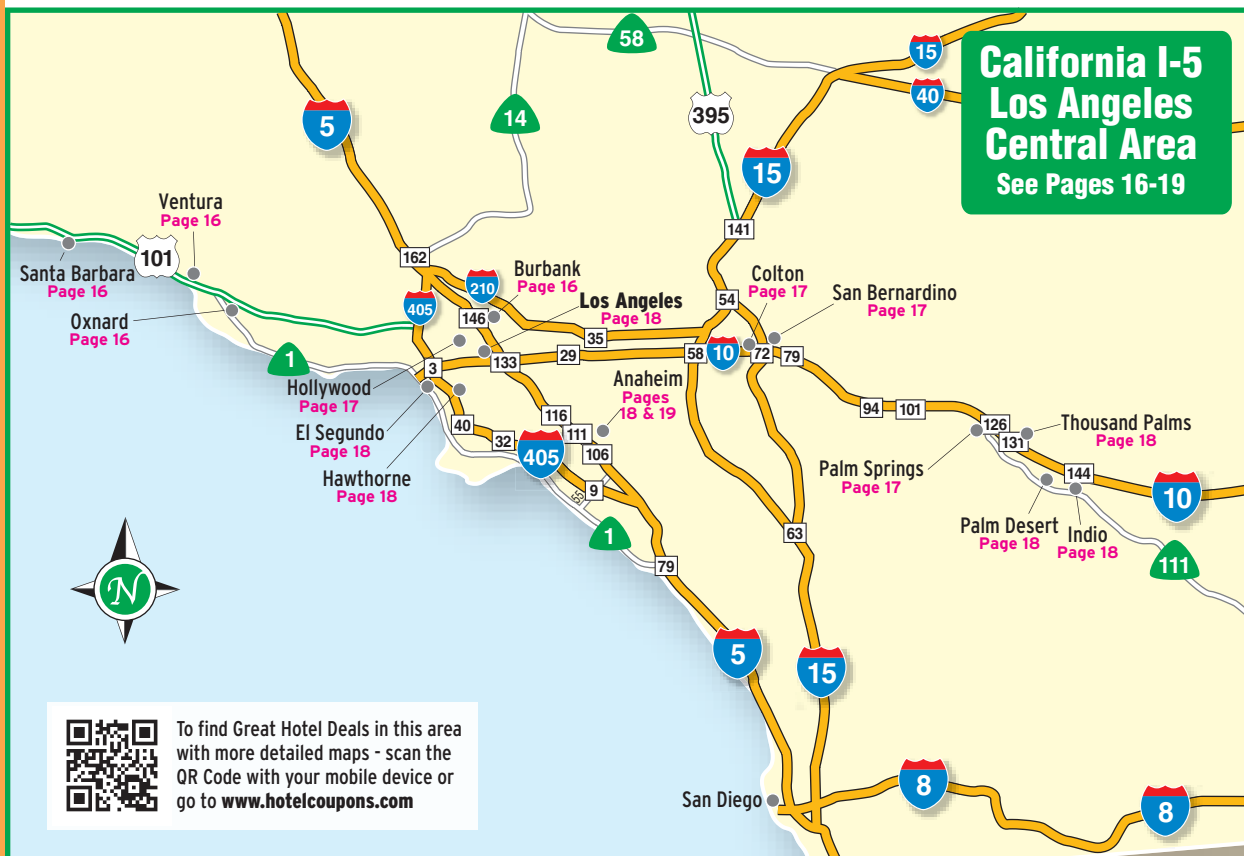 California I-5
Los Angeles
Central Area
See Pages 16-19
58
15
40
5
14
395
15
Ventura
Page 16
141
101
Santa Barbara
Page 16
162
Burbank
Page 16
210
Colton
Page 17
San Bernardino
Page 17
Los Angeles
Page 18
405
54
Oxnard
Page 16
146
35
1
3
133
29
58
10
72
79
Hollywood
Page 17
Anaheim
Pages
18 & 19
El Segundo
Page 18
116
111
106
94
101
126
131
Thousand Palms
Page 18
40
32
405
Hawthorne
Page 18
Palm Springs
Page 17
144
9
55
10
1
63
Palm Desert
Page 18
Indio
Page 18
111
79
N
5
15
To find Great Hotel Deals in this area
with more detailed maps - scan the
QR Code with your mobile device or
go to www.hotelcoupons.com
San Diego
8
8